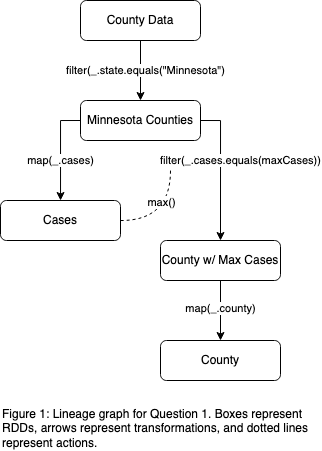 County Data
filter(_.state.equals("Minnesota")
Minnesota Counties
map(_.cases)
filter(_.cases.equals(maxCases))
Cases
max()
County w/ Max Cases
map(_.county)
County
Figure 1: Lineage graph for Question 1. Boxes represent
RDDs, arrows represent transformations, and dotted lines
represent actions.